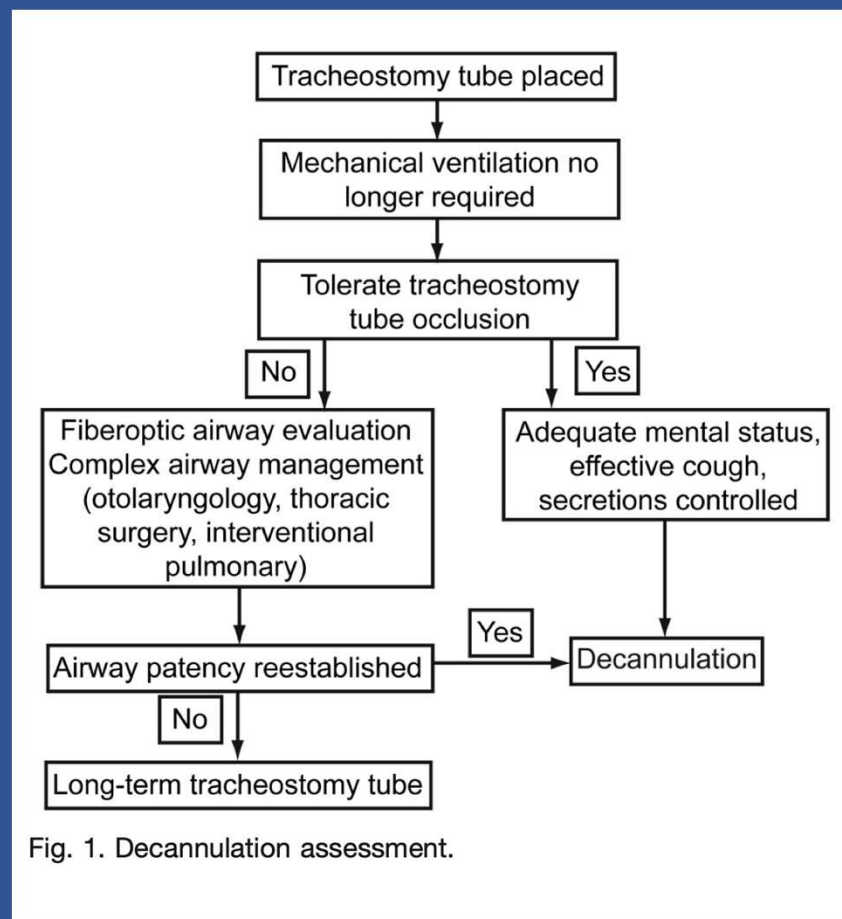 Tracheostomy tube placed
Mechanical ventilation no
longer required
Tolerate tracheostomy
tube occlusion
No
Yes
Fiberoptic airway evaluation
Complex airway management
(otolaryngology, thoracic
surgery, interventional
pulmonary)
Adequate mental status,
effective cough,
secretions controlled
Airway patency reestablished
Yes
Decannulation
No
Long-term tracheostomy tube
Fig. 1. Decannulation assessment.